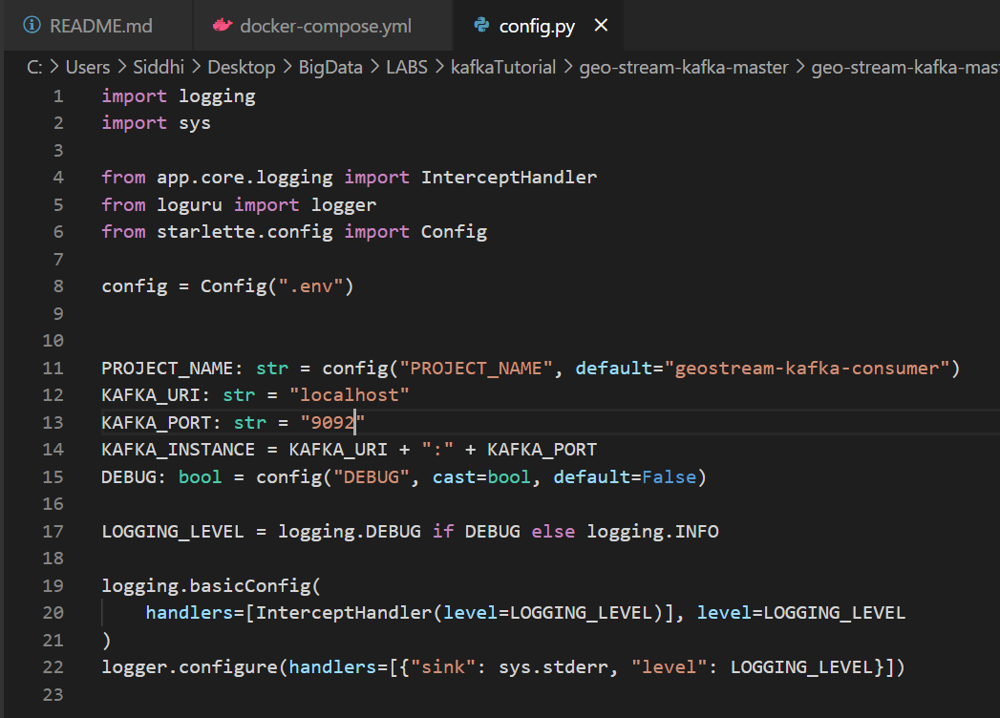 README.md docker-compose.yml config.py
C: > Users > Siddhi > Desktop > BigData > LABS > kafkaTutorial > geo-stream-kafka-master > geo-stream-kafka-mas
1 import logging
2 import sys
3
4 from app.core.logging import InterceptHandler
5 from loguru import logger
6 from starlette.config import Config
7
8 config = Config(".env")
9
10
11 PROJECT_NAME: str = config("PROJECT_NAME", default="geostream-kafka-consumer")
12 KAFKA_URI: str = "localhost"
13 KAFKA_PORT: str = "9092"
14 KAFKA_INSTANCE = KAFKA_URI + ":" + KAFKA_PORT
15 DEBUG: bool = config("DEBUG", cast=bool, default=False)
16
17 LOGGING_LEVEL = logging.DEBUG if DEBUG else logging.INFO
18
19 logging.basicConfig(
20     handlers=[InterceptHandler(level=LOGGING_LEVEL)], level=LOGGING_LEVEL
21 )
22 logger.configure(handlers=[{"sink": sys.stderr, "level": LOGGING_LEVEL}])
23